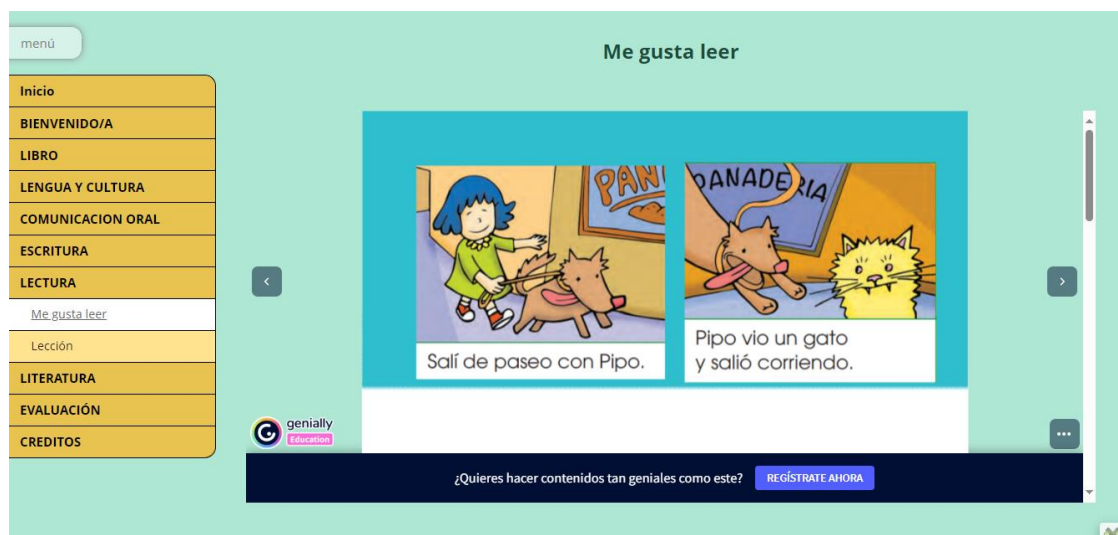 menú
Me gusta leer
Inicio
BIENVENIDO/A
LIBRO
LENGUA Y CULTURA
COMUNICACION ORAL
ESCRITURA
LECTURA
Me gusta leer
Lección
LITERATURA
EVALUACIÓN
CREDITOS
PANI
PANADERIA
Salí de paseo con Pipo.
Pipo vio un gato
y salió corriendo.
genially
Education
¿Quieres hacer contenidos tan geniales como este?
REGÍSTRATE AHORA